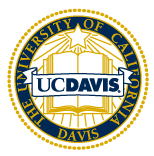 THE UNIVERSITY OF CALIFORNIA
UCDAVIS
DAVIS